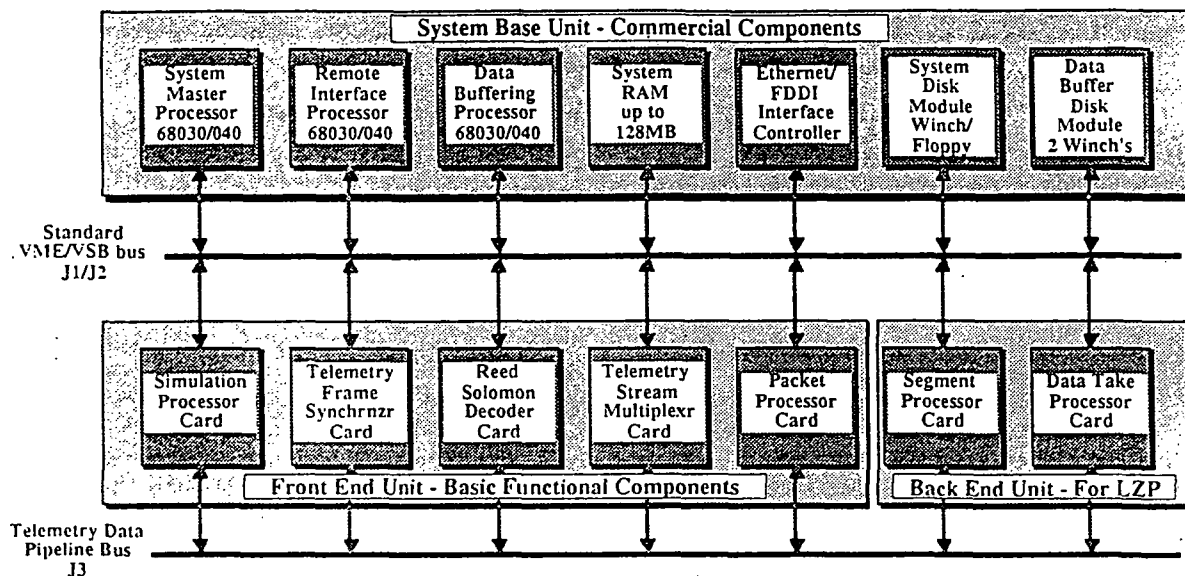 System Base Unit - Commercial Components
System
Master
Processor
68030/040
Remote
Interface
Processor
68030/040
Data
Buffering
Processor
68030/040
System
RAM
up to
128MB
Ethernet/
FDDI
Interface
Controller
System
Disk
Module
Winch/
Floppy
Data
Buffer
Disk
Module
2 Winch's
Standard
VME/VSB bus
J1/J2
Simulation
Processor
Card
Telemetry
Frame
Synchrnzr
Card
Reed
Solomon
Decoder
Card
Telemetry
Stream
Multiplexr
Card
Packet
Processor
Card
Segment
Processor
Card
Data Take
Processor
Card
Front End Unit - Basic Functional Components
Back End Unit - For LZP
Telemetry Data
Pipeline Bus
J3